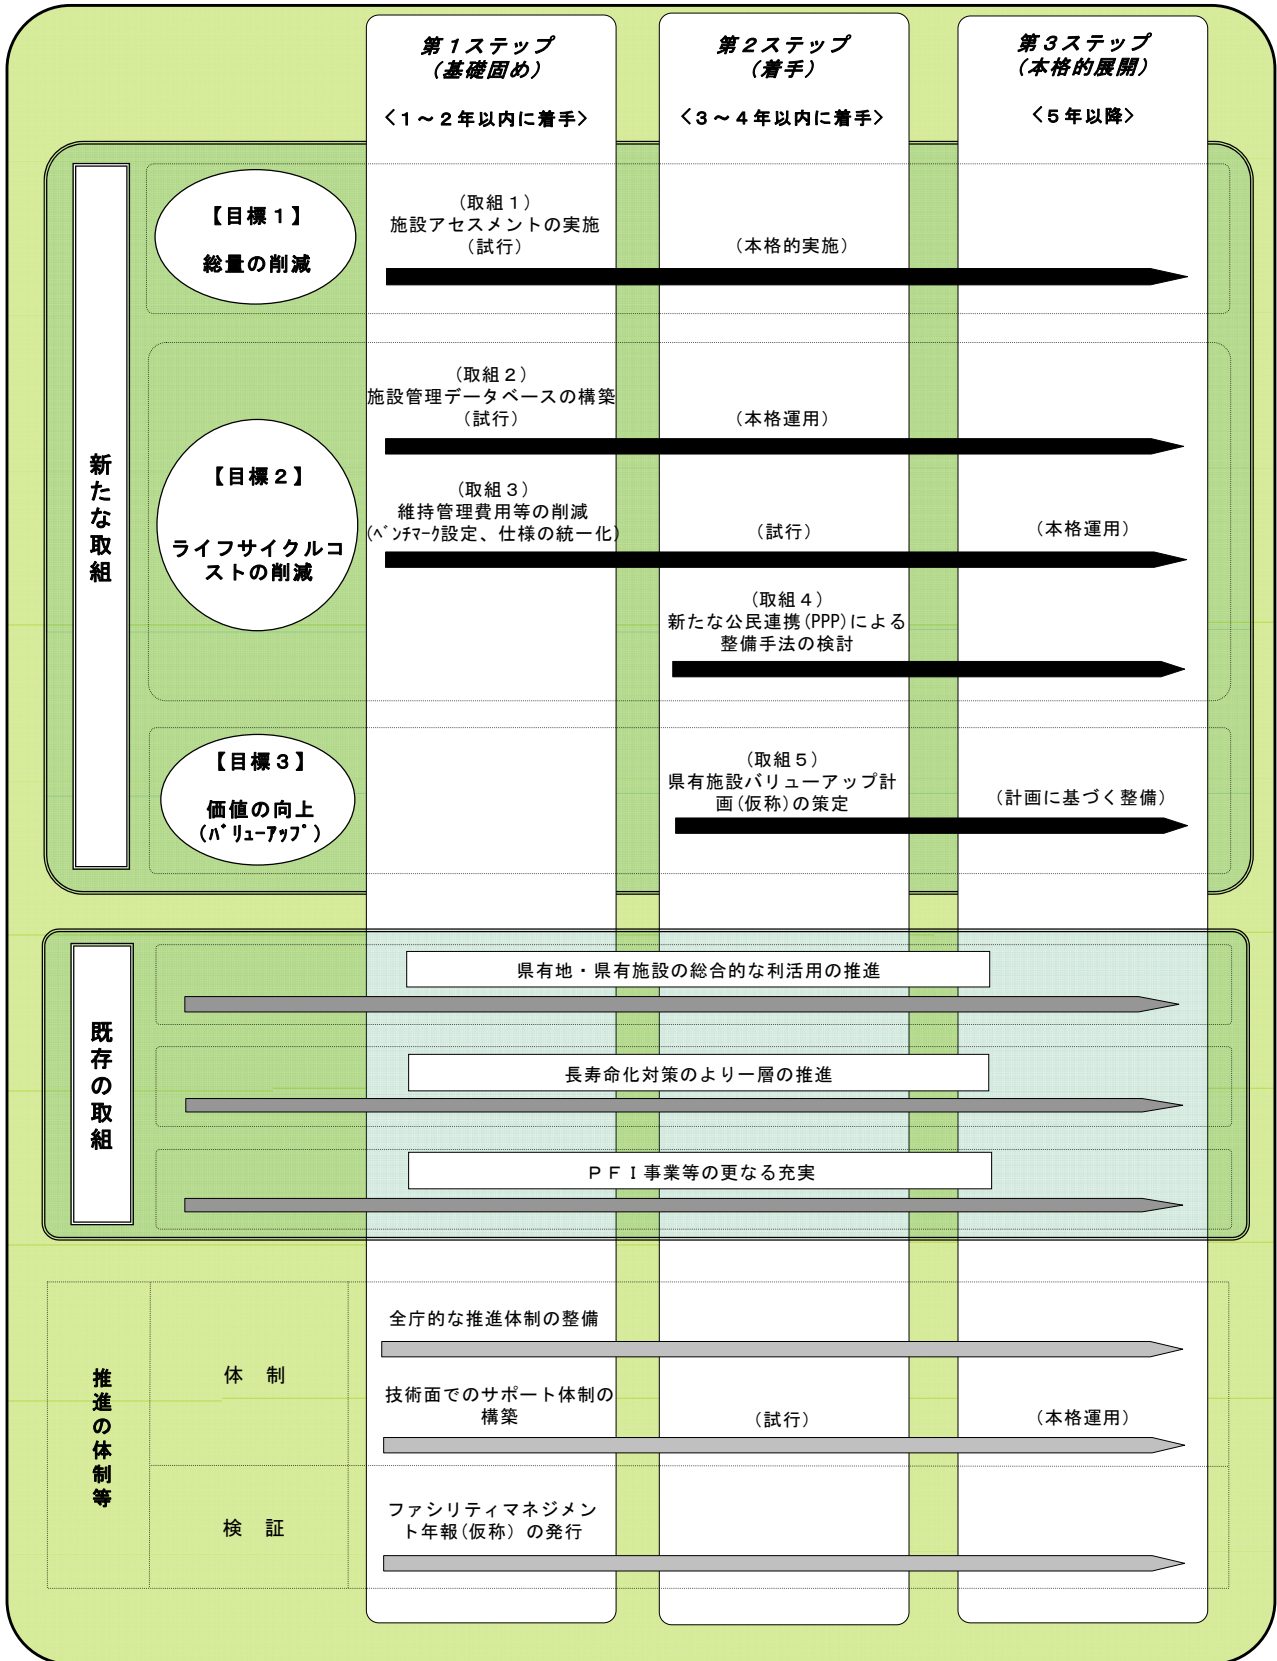 第１ステップ
（基礎固め）
＜１～２年以内に着手＞
第２ステップ
（着手）
＜３～４年以内に着手＞
第３ステップ
（本格的展開）
＜５年以降＞
新たな取組
【目標１】
総量の削減
（取組１）
施設アセスメントの実施
（試行）
（本格的実施）
【目標２】
ライフサイクルコ
ストの削減
（取組２）
施設管理データベースの構築
（試行）
（本格運用）
（取組３）
維持管理費用等の削減
(ﾍﾞﾝﾁﾏｰｸ設定、仕様の統一化)
（試行）
（本格運用）
（取組４）
新たな公民連携(PPP)による
整備手法の検討
【目標３】
価値の向上
（ﾊﾞﾘｭｰｱｯﾌﾟ）
（取組５）
県有施設バリューアップ計
画(仮称)の策定
（計画に基づく整備）
既存の取組
県有地・県有施設の総合的な利活用の推進
長寿命化対策のより一層の推進
ＰＦＩ事業等の更なる充実
推進の体制等
体　制
全庁的な推進体制の整備
技術面でのサポート体制の
構築
（試行）
（本格運用）
検　証
ファシリティマネジメン
ト年報(仮称）の発行